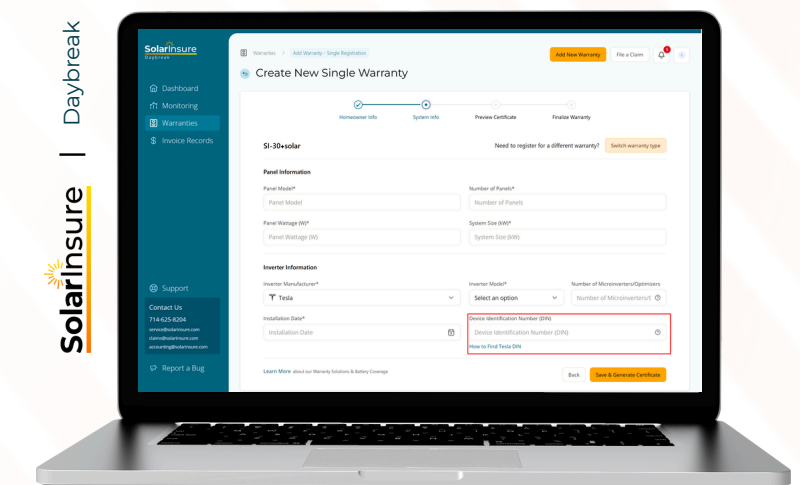 SolarInsure | Daybreak
SolarInsure
Daybreak
Dashboard
Monitoring
Warranties
Invoice Records
Support
Contact Us
714-625-8204
service@solarinsure.com
claims@solarinsure.com
accounting@solarinsure.com
Report a Bug
Warranties > Add Warranty - Single Registration
Add New Warranty
File a Claim
Create New Single Warranty
Homeowner Info
System Info
Preview Certificate
Finalize Warranty
SI-30+solar
Need to register for a different warranty?
Switch warranty type
Panel Information
Panel Model*
Number of Panels*
Panel Model
Number of Panels
Panel Wattage (W)*
System Size (kW)*
Panel Wattage (W)
System Size (kW)
Inverter Information
Inverter Manufacturer*
Inverter Model*
Number of Microinverters/Optimizers
Tesla
Select an option
Number of Microinverters/
Installation Date*
Device Identification Number (DIN)
Installation Date
Device Identification Number (DIN)
How to Find Tesla DIN
Learn More about our Warranty Solutions & Battery Coverage
Back
Save & Generate Certificate